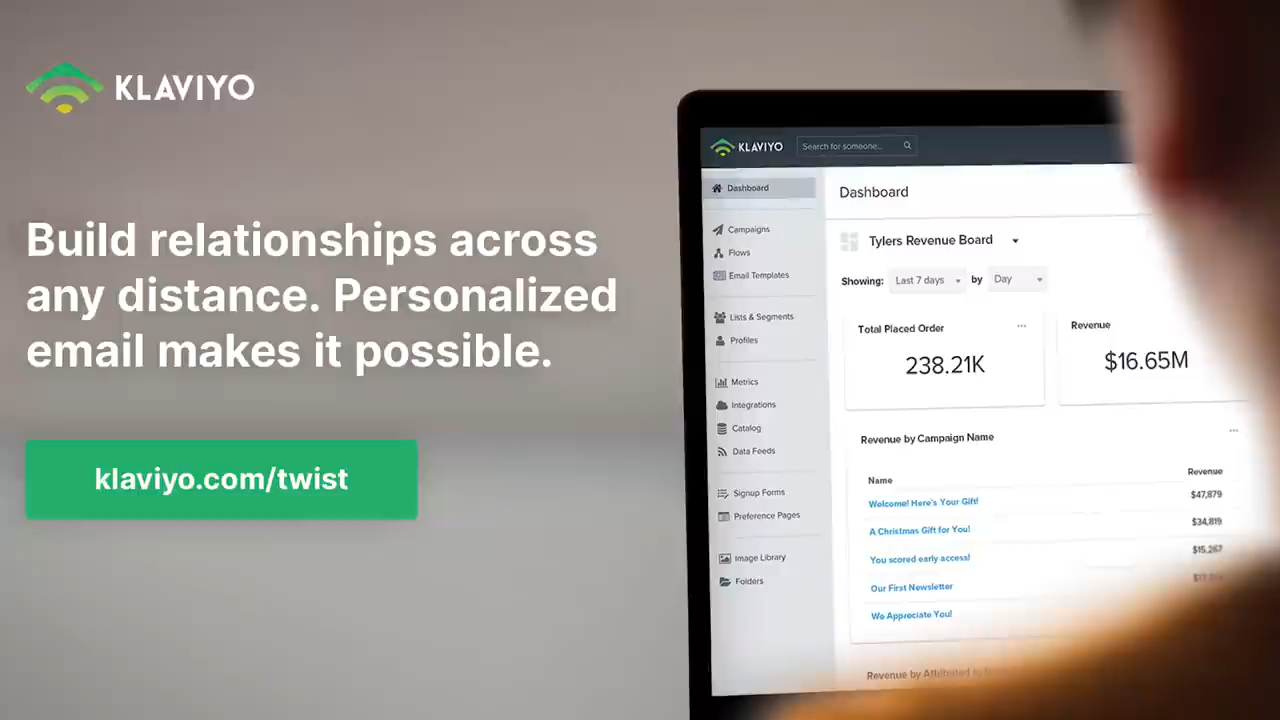 KLAVIYO
Build relationships across
any distance. Personalized
email makes it possible.
klaviyo.com/twist
KLAVIYO
Search for someone...
Dashboard
Campaigns
Flows
Email Templates
Lists & Segments
Profiles
Metrics
Integrations
Catalog
Data Feeds
Signup Forms
Preference Pages
Image Library
Folders
Dashboard
Tylers Revenue Board
Showing: Last 7 days by Day
Total Placed Order
238.21K
Revenue
$16.65M
Revenue by Campaign Name
Name Revenue
Welcome! Here's Your Gift! $47,879
A Christmas Gift for You! $34,819
You scored early access! $15,267
Our First Newsletter
We Appreciate You!
Revenue by Attributed